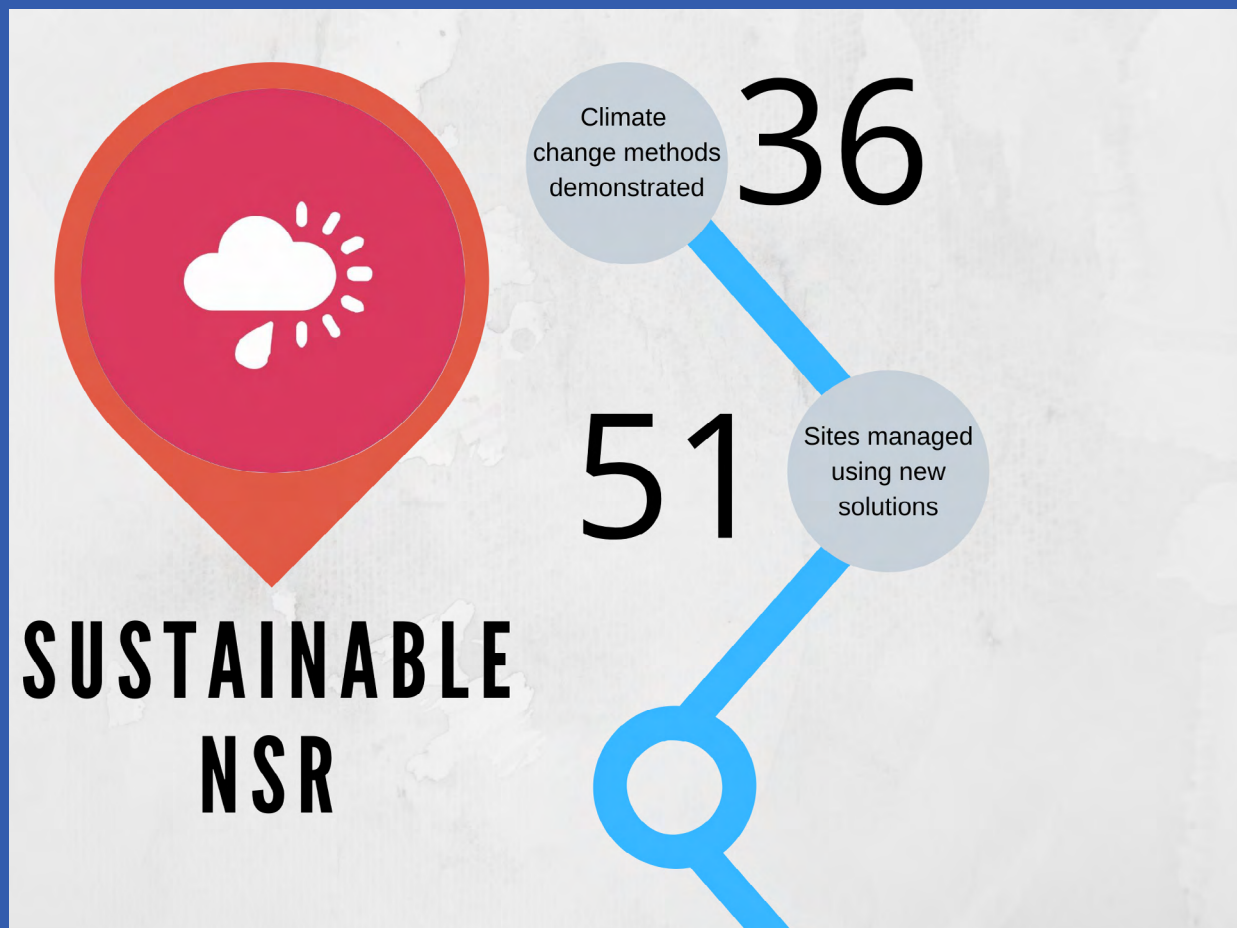 Climate
change methods
demonstrated
36
51
Sites managed
using new
solutions
SUSTAINABLE
NSR